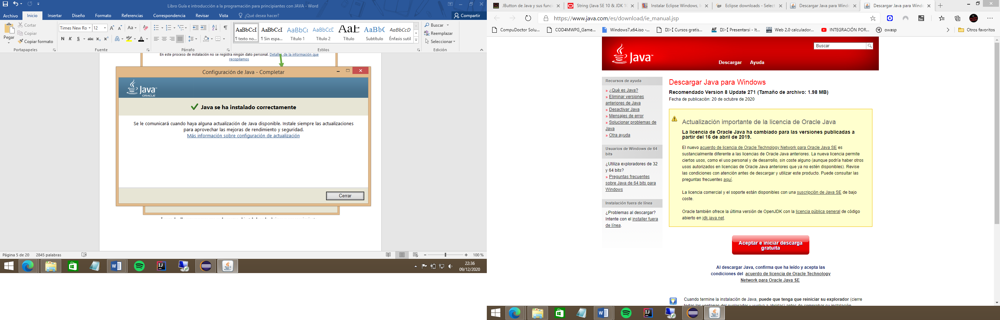 Libro Guía e introducción a la programación para principiantes con JAVA - Word
Archivo Inicio Insertar Diseño Formato Referencias Correspondencia Revisar Vista ¿Qué desea hacer? Compartir
Pegar
Cortar
Copiar
Copiar formato
Portapapeles
Times New Ro 12
N K S abc x₂ x²
Fuente
Párrafo
AaBbCcI AaBbCcI AaBbC AaBbCcE AaB AaBbC AaBbCcD
¶ texto no... ¶ Sin espa... Título 1 Título 2 Título Subtítulo Énfasis sutil
Estilos
Buscar
Reemplazar
Seleccionar
Edición
En este proceso de instalación no se registra ningún dato personal. Detalles de la información que
recopilamos
Configuración de Java - Completar
Java
ORACLE
Java se ha instalado correctamente
Se le comunicará cuando haya alguna actualización de Java disponible. Instale siempre las actualizaciones
para aprovechar las mejoras de rendimiento y seguridad.
Más información sobre configuración de actualización
Cerrar
Página 5 de 20 2845 palabras
100 %
22:36
09/12/2020
JButton de Java y sus func
String (Java SE 10 & JDK 10
Instalar Eclipse Windows, I
Eclipse downloads - Select
Descargar Java para Windo
Descargar Java para Windo
https://www.java.com/es/download/ie_manual.jsp
CompuDoctor Solu...
COD4MWPG_Game...
Windows7.x64.iso -...
Cursos gratis...
Presentarsi - It...
Web 2.0 calculador...
INTEGRACIÓN POR...
owasp
Otros favoritos
Java™
Buscar
Descargar Ayuda
Recursos de ayuda
» ¿Qué es Java?
» Eliminar versiones
anteriores de Java
» Desactivar Java
» Mensajes de error
» Solucionar problemas de
Java
» Otra ayuda
Usuarios de Windows de 64
bits
¿Utiliza exploradores de 32
y 64 bits?
» Preguntas frecuentes
sobre Java de 64 bits para
Windows
Instalación fuera de línea
¿Problemas al descargar?
Intente con el installer fuera
de línea.
Descargar Java para Windows
Recomendado Version 8 Update 271 (Tamaño de archivo: 1.98 MB)
Fecha de publicación: 20 de octubre de 2020
Actualización importante de la licencia de Oracle Java
La licencia de Oracle Java ha cambiado para las versiones publicadas a
partir del 16 de abril de 2019.
El nuevo acuerdo de licencia de Oracle Technology Network para Oracle Java SE es
sustancialmente diferente a las licencias de Oracle Java anteriores. La nueva licencia permite
ciertos usos, como el uso personal y de desarrollo, sin coste alguno (aunque podría haber otros
usos autorizados en licencias de Oracle Java anteriores que ya no estén disponibles). Revise
las condiciones con atención antes de descargar y utilizar este producto. Puede consultar las
preguntas frecuentes aquí.
La licencia comercial y el soporte están disponibles con una suscripción de Java SE de bajo
coste.
Oracle también ofrece la última versión de OpenJDK con la licencia pública general de código
abierto en jdk.java.net.
Aceptar e iniciar descarga
gratuita
Al descargar Java, confirma que ha leído y acepta las
condiciones del acuerdo de licencia de Oracle Technology
Network para Oracle Java SE
Cuando termine la instalación de Java, puede que tenga que reiniciar su explorador (cierre
todas las ventanas del explorador y vuelva a abrirlas) antes de comprobar su instalación